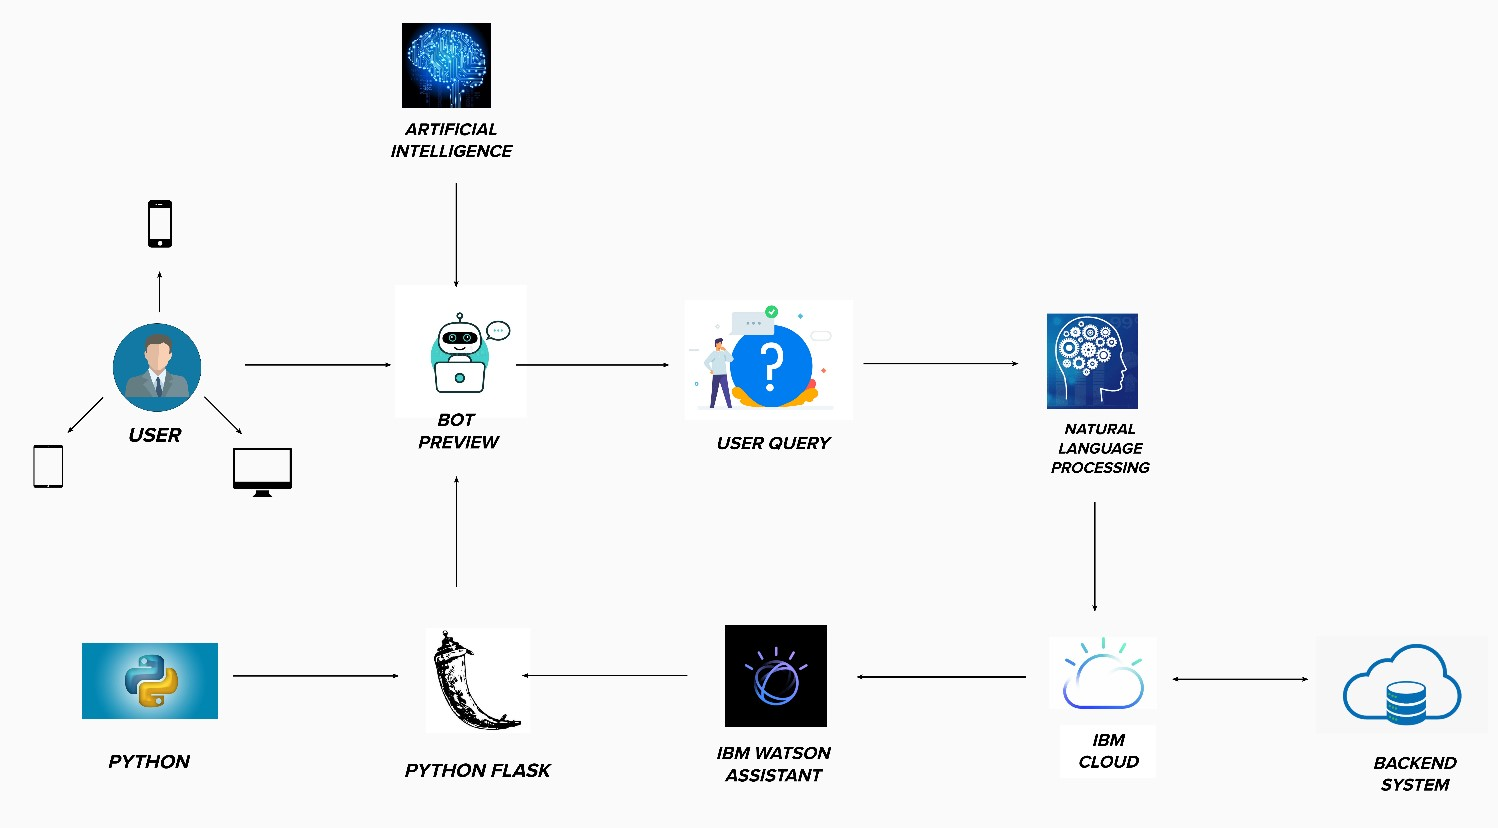 ARTIFICIAL
INTELLIGENCE
USER
BOT
PREVIEW
USER QUERY
NATURAL
LANGUAGE
PROCESSING
PYTHON
PYTHON FLASK
IBM WATSON
ASSISTANT
IBM
CLOUD
BACKEND
SYSTEM